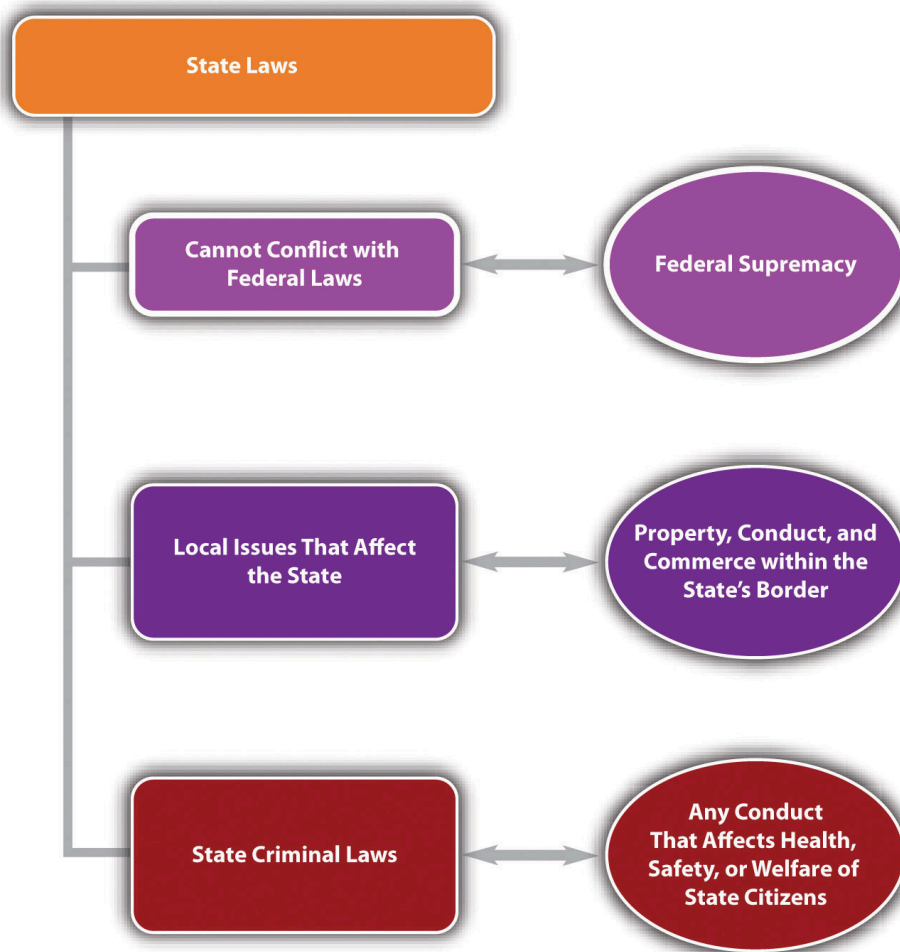 State Laws
Cannot Conflict with
Federal Laws
Federal Supremacy
Local Issues That Affect
the State
Property, Conduct, and
Commerce within the
State's Border
State Criminal Laws
Any Conduct
That Affects Health,
Safety, or Welfare of
State Citizens